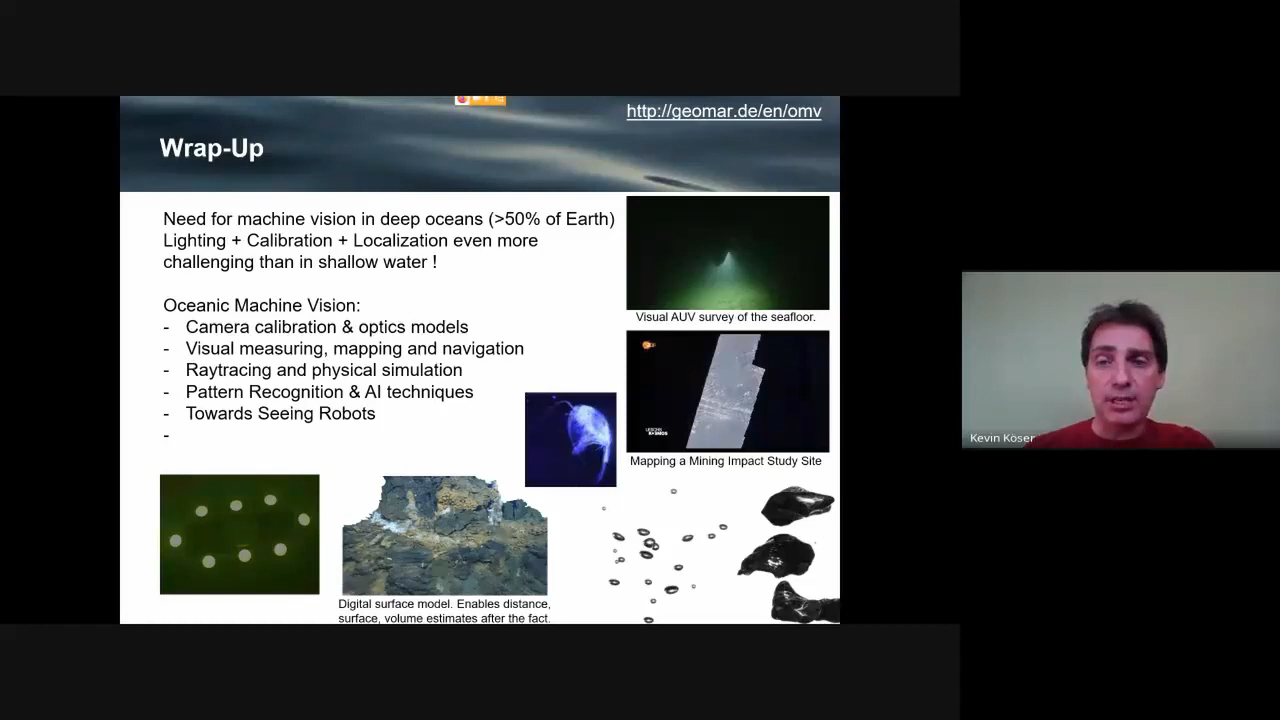 http://geomar.de/en/omv
Wrap-Up
Need for machine vision in deep oceans (>50% of Earth)
Lighting + Calibration + Localization even more
challenging than in shallow water !
Oceanic Machine Vision:
- Camera calibration & optics models
- Visual measuring, mapping and navigation
- Raytracing and physical simulation
- Pattern Recognition & AI techniques
- Towards Seeing Robots
-
Visual AUV survey of the seafloor.
Mapping a Mining Impact Study Site
Digital surface model. Enables distance,
surface, volume estimates after the fact.
Kevin Köser